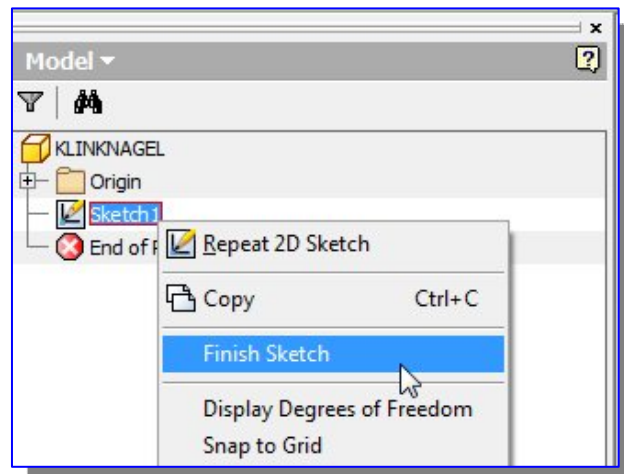 Model
KLINKNAGEL
Origin
Sketch1
End of
Repeat 2D Sketch
Copy Ctrl+C
Finish Sketch
Display Degrees of Freedom
Snap to Grid